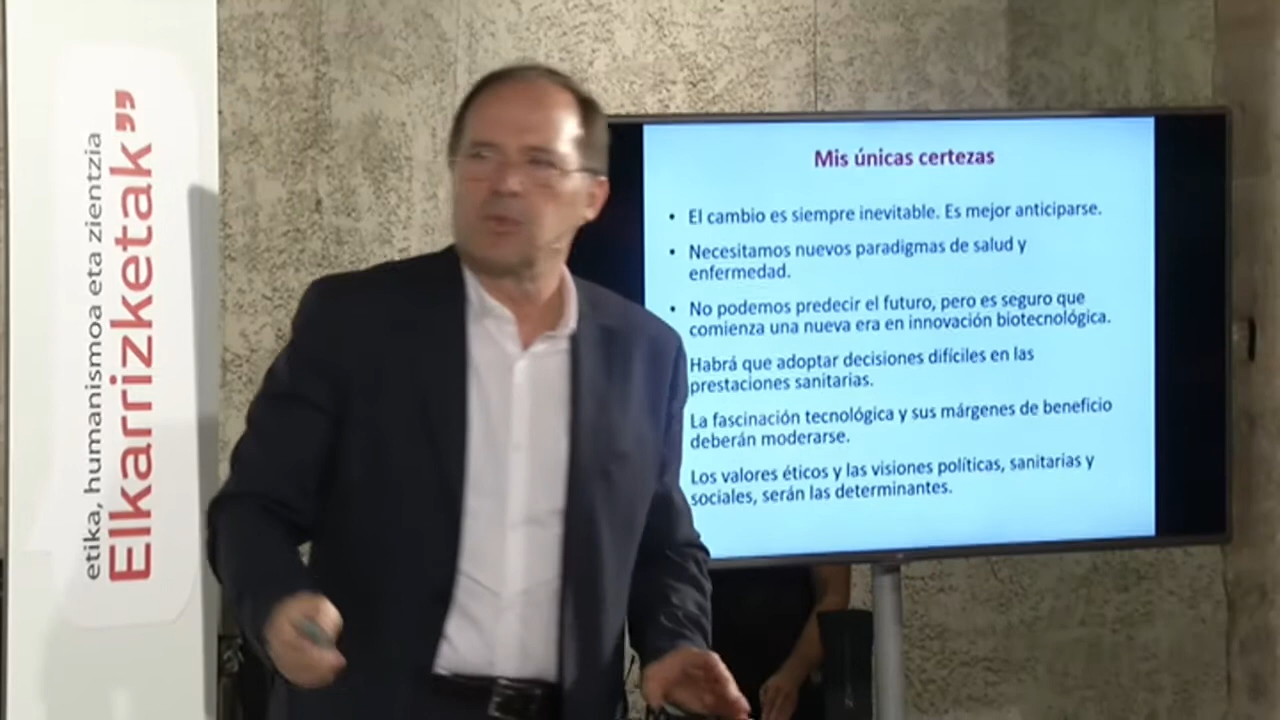 etika, humanismoa eta zientzia
Elkarrizketak”
Mis únicas certezas
• El cambio es siempre inevitable. Es mejor anticiparse.
• Necesitamos nuevos paradigmas de salud y
enfermedad.
• No podemos predecir el futuro, pero es seguro que
comienza una nueva era en innovación biotecnológica.
Habrá que adoptar decisiones difíciles en las
prestaciones sanitarias.
La fascinación tecnológica y sus márgenes de beneficio
deberán moderarse.
Los valores éticos y las visiones políticas, sanitarias y
sociales, serán las determinantes.